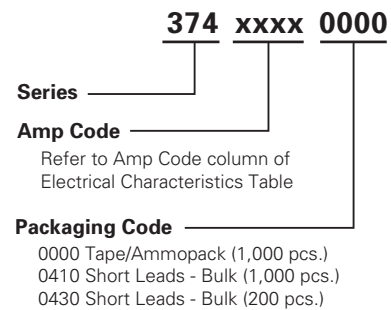 374 xxxx 0000
Series
Amp Code
Refer to Amp Code column of
Electrical Characteristics Table
Packaging Code
0000 Tape/Ammopack (1,000 pcs.)
0410 Short Leads - Bulk (1,000 pcs.)
0430 Short Leads - Bulk (200 pcs.)